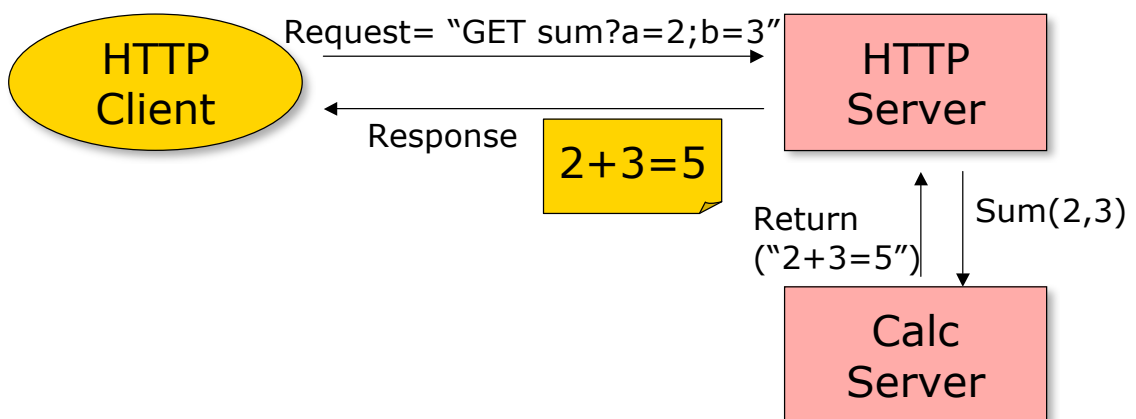 Request= “GET sum?a=2;b=3”
HTTP
Client
HTTP
Server
Response
2+3=5
Return
(“2+3=5”)
Sum(2,3)
Calc
Server